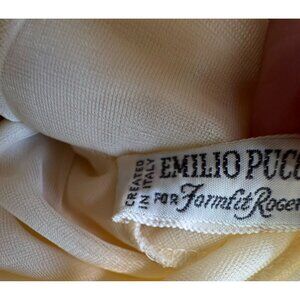 CREATED
IN ITALY
EMILIO PUCC
FOR Formfit Roger